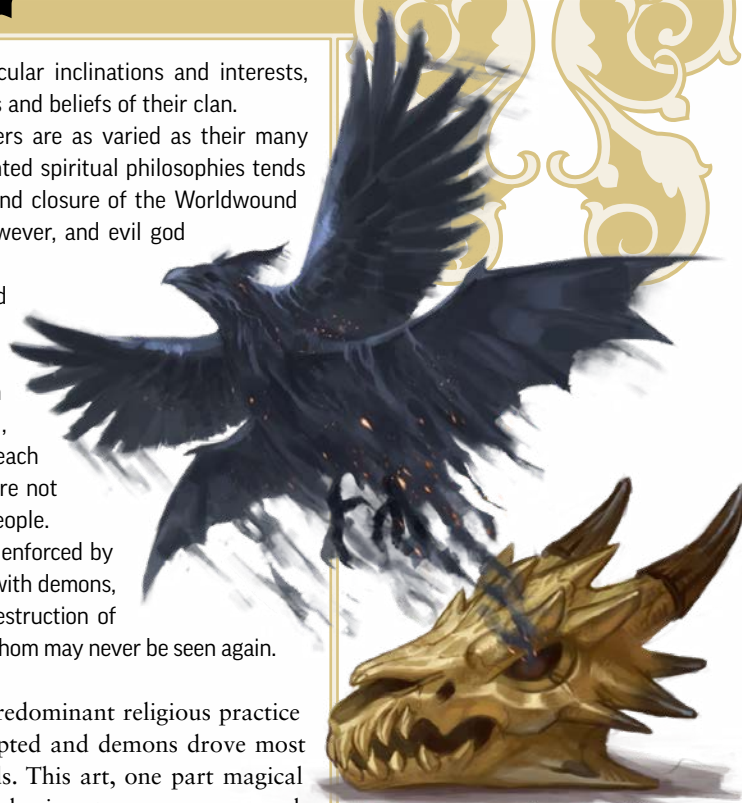 cular inclinations and interests,
s and beliefs of their clan.
ers are as varied as their many
nted spiritual philosophies tends
nd closure of the Worldwound
wever, and evil god
d
,
each
re not
eople.
enforced by
with demons,
estruction of
hom may never be seen again.
redominant religious practice
pted and demons drove most
s. This art, one part magical